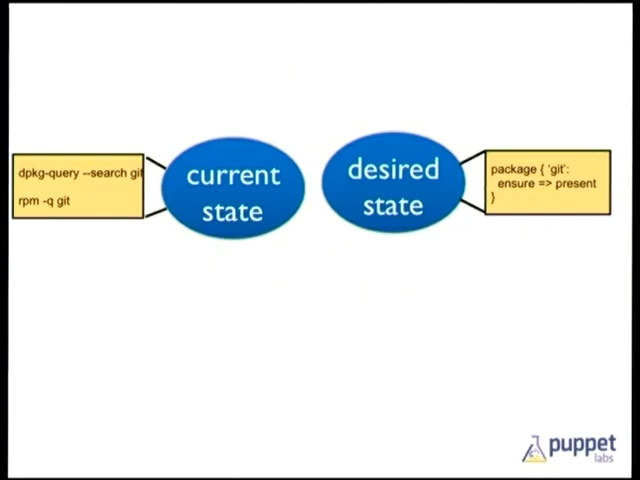 dpkg-query --search git
rpm -q git
current
state
desired
state
package { 'git':
ensure => present
}
puppet
labs